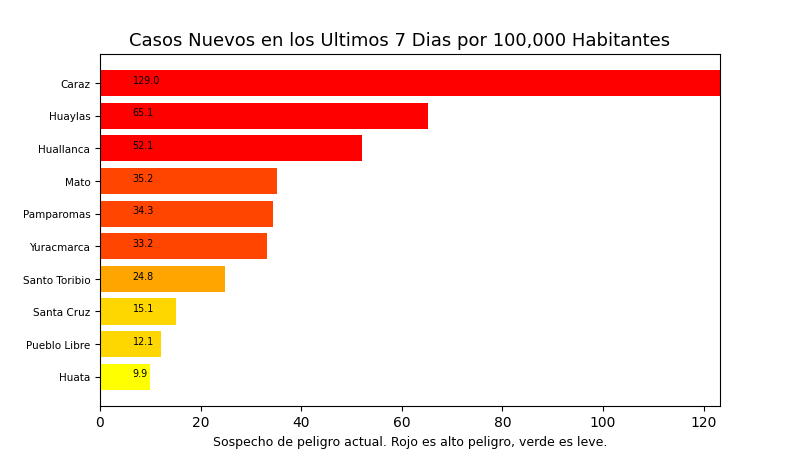 Casos Nuevos en los Ultimos 7 Dias por 100,000 Habitantes
Caraz 129.0
Huaylas 65.1
Huallanca 52.1
Mato 35.2
Pamparomas 34.3
Yuracmarca 33.2
Santo Toribio 24.8
Santa Cruz 15.1
Pueblo Libre 12.1
Huata 9.9
0 20 40 60 80 100 120
Sospecho de peligro actual. Rojo es alto peligro, verde es leve.